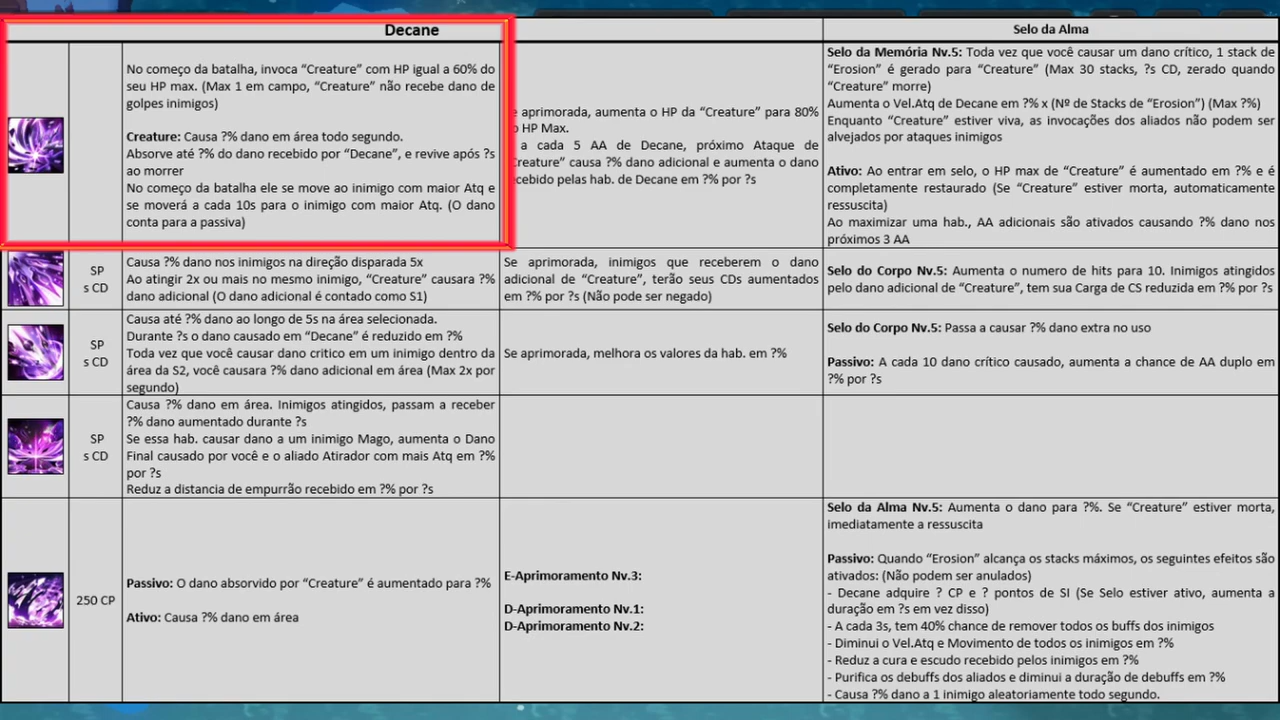 Decane
Selo da Alma
No começo da batalha, invoca “Creature” com HP igual a 60% do
seu HP max. (Max 1 em campo, “Creature” não recebe dano de
golpes inimigos)
Creature: Causa ?% dano em área todo segundo.
Absorve até ?% do dano recebido por “Decane”, e revive após ?s
ao morrer
No começo da batalha ele se move ao inimigo com maior Atq e
se moverá a cada 10s para o inimigo com maior Atq. (O dano
conta para a passiva)
aprimorada, aumenta o HP da “Creature” para 80%
HP Max.
a cada 5 AA de Decane, próximo Ataque de
Creature” causa ?% dano adicional e aumenta o dano
recebido pelas hab. de Decane em ?% por ?s
Selo da Memória Nv.5: Toda vez que você causar um dano crítico, 1 stack de
“Erosion” é gerado para “Creature” (Max 30 stacks, ?s CD, zerado quando
“Creature” morre)
Aumenta o Vel.Atq de Decane em ?% x (Nº de Stacks de “Erosion”) (Max ?%)
Enquanto “Creature” estiver viva, as invocações dos aliados não podem ser
alvejados por ataques inimigos
Ativo: Ao entrar em selo, o HP max de “Creature” é aumentado em ?% e é
completamente restaurado (Se “Creature” estiver morta, automaticamente
ressuscita)
Ao maximizar uma hab., AA adicionais são ativados causando ?% dano nos
próximos 3 AA
SP
s CD
Causa ?% dano nos inimigos na direção disparada 5x
Ao atingir 2x ou mais no mesmo inimigo, “Creature” causara ?%
dano adicional (O dano adicional é contado como S1)
Se aprimorada, inimigos que receberem o dano
adicional de “Creature”, terão seus CDs aumentados
em ?% por ?s (Não pode ser negado)
Selo do Corpo Nv.5: Aumenta o numero de hits para 10. Inimigos atingidos
pelo dano adicional de “Creature”, tem sua Carga de CS reduzida em ?% por ?s
SP
s CD
Causa até ?% dano ao longo de 5s na área selecionada.
Durante ?s o dano causado em “Decane” é reduzido em ?%
Toda vez que você causar dano critico em um inimigo dentro da
área da S2, você causara ?% dano adicional em área (Max 2x por
segundo)
Se aprimorada, melhora os valores da hab. em ?%
Selo do Corpo Nv.5: Passa a causar ?% dano extra no uso
Passivo: A cada 10 dano crítico causado, aumenta a chance de AA duplo em
?% por ?s
SP
s CD
Causa ?% dano em área. Inimigos atingidos, passam a receber
?% dano aumentado durante ?s
Se essa hab. causar dano a um inimigo Mago, aumenta o Dano
Final causado por você e o aliado Atirador com mais Atq em ?%
por ?s
Reduz a distancia de empurrão recebido em ?% por ?s
250 CP
Passivo: O dano absorvido por “Creature” é aumentado para ?%
Ativo: Causa ?% dano em área
E-Aprimoramento Nv.3:
D-Aprimoramento Nv.1:
D-Aprimoramento Nv.2:
Selo da Alma Nv.5: Aumenta o dano para ?%. Se “Creature” estiver morta,
imediatamente a ressuscita
Passivo: Quando “Erosion” alcança os stacks máximos, os seguintes efeitos são
ativados: (Não podem ser anulados)
- Decane adquire ? CP e ? pontos de SI (Se Selo estiver ativo, aumenta a
duração em ?s em vez disso)
- A cada 3s, tem 40% chance de remover todos os buffs dos inimigos
- Diminui o Vel.Atq e Movimento de todos os inimigos em ?%
- Reduz a cura e escudo recebido pelos inimigos em ?%
- Purifica os debuffs dos aliados e diminui a duração de debuffs em ?%
- Causa ?% dano a 1 inimigo aleatoriamente todo segundo.